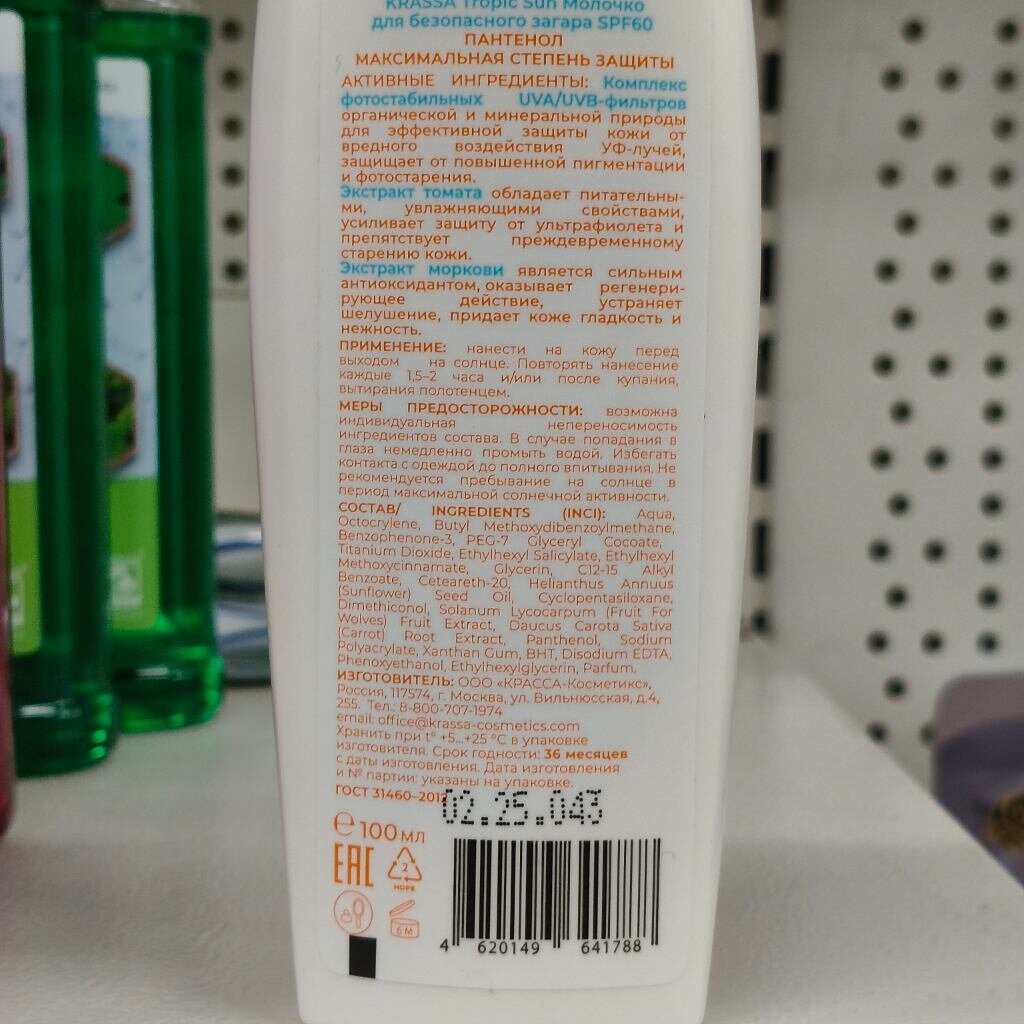 KRASSA Tropic Sun Молочко
для безопасного загара SPF60
ПАНТЕНОЛ
МАКСИМАЛЬНАЯ СТЕПЕНЬ ЗАЩИТЫ
АКТИВНЫЕ ИНГРЕДИЕНТЫ: Комплекс
фотостабильных UVA/UVB-фильтров
органической и минеральной природы
для эффективной защиты кожи от
вредного воздействия УФ-лучей,
защищает от повышенной пигментации
и фотостарения.
Экстракт томата обладает питательны-
ми, увлажняющими свойствами,
усиливает защиту от ультрафиолета и
препятствует преждевременному
старению кожи.
Экстракт моркови является сильным
антиоксидантом, оказывает регенери-
рующее действие, устраняет
шелушение, придает коже гладкость и
нежность.
ПРИМЕНЕНИЕ: нанести на кожу перед
выходом на солнце. Повторять нанесение
каждые 1,5–2 часа и/или после купания,
вытирания полотенцем.
МЕРЫ ПРЕДОСТОРОЖНОСТИ: возможна
индивидуальная непереносимость
ингредиентов состава. В случае попадания в
глаза немедленно промыть водой. Избегать
контакта с одеждой до полного впитывания. Не
рекомендуется пребывание на солнце в
период максимальной солнечной активности.
СОСТАВ/ INGREDIENTS (INCI): Aqua,
Octocrylene, Butyl Methoxydibenzoylmethane,
Benzophenone-3, PEG-7 Glyceryl Cocoate,
Titanium Dioxide, Ethylhexyl Salicylate, Ethylhexyl
Methoxycinnamate, Glycerin, C12-15 Alkyl
Benzoate, Ceteareth-20, Helianthus Annuus
(Sunflower) Seed Oil, Cyclopentasiloxane,
Dimethiconol, Solanum Lycocarpum (Fruit For
Wolves) Fruit Extract, Daucus Carota Sativa
(Carrot) Root Extract, Panthenol, Sodium
Polyacrylate, Xanthan Gum, BHT, Disodium EDTA,
Phenoxyethanol, Ethylhexylglycerin, Parfum.
ИЗГОТОВИТЕЛЬ: ООО «КРАССА-Косметикс»,
Россия, 117574, г. Москва, ул. Вильнюсская, д.4,
255. Тел.: 8-800-707-1974
email: office@krassa-cosmetics.com
Хранить при t° +5...+25 °C в упаковке
изготовителя. Срок годности: 36 месяцев
с даты изготовления. Дата изготовления
и № партии: указаны на упаковке.
ГОСТ 31460–2012
02.25.043
℮ 100 мл
ЕАС
2
HDPE
6 M
4 620149 641788